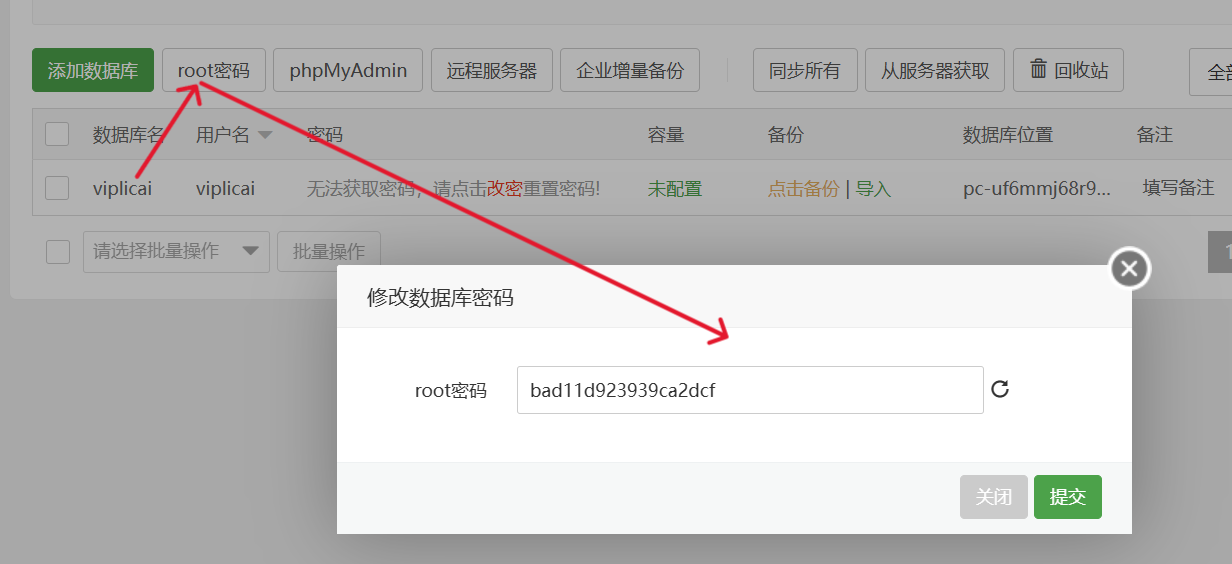 添加数据库 root密码 phpMyAdmin 远程服务器 企业增量备份 同步所有 从服务器获取 回收站 全部
数据库名 用户名 密码 容量 备份 数据库位置 备注
viplicai viplicai 无法获取密码，请点击改密重置密码! 未配置 点击备份 | 导入 pc-uf6mmj68r9... 填写备注
请选择批量操作 批量操作 1
修改数据库密码
root密码 bad11d923939ca2dcf
关闭 提交